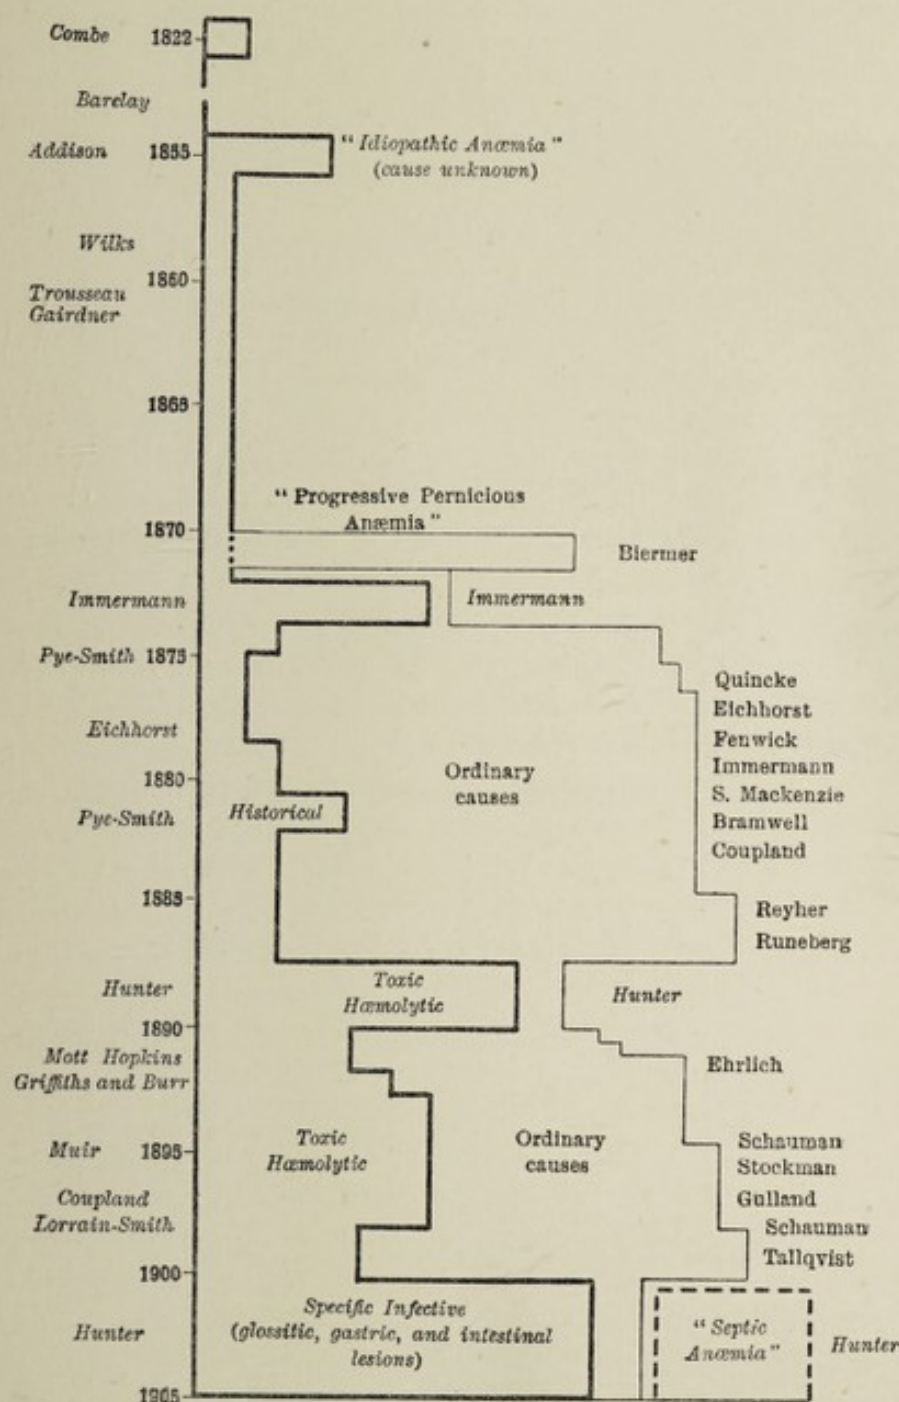 Combe 1822
Barclay
Addison 1855
" Idiopathic Anæmia "
(cause unknown)
Wilks
1860
Trousseau
Gairdner
1865
" Progressive Pernicious
Anæmia "
1870
Biermer
Immermann
Immermann
Pye-Smith 1875
Quincke
Eichhorst
Fenwick
Immermann
S. Mackenzie
Bramwell
Coupland
Eichhorst
1880
Ordinary
causes
Pye-Smith
Historical
1885
Reyher
Runeberg
Hunter
Toxic
Hæmolytic
Hunter
1890
Mott Hopkins
Griffiths and Burr
Ehrlich
Muir 1895
Toxic
Hæmolytic
Ordinary
causes
Schauman
Stockman
Gulland
Schauman
Tallqvist
Coupland
Lorrain-Smith
1900
Hunter
Specific Infective
(glossitic, gastric, and intestinal
lesions)
" Septic
Anæmia "
Hunter
1905